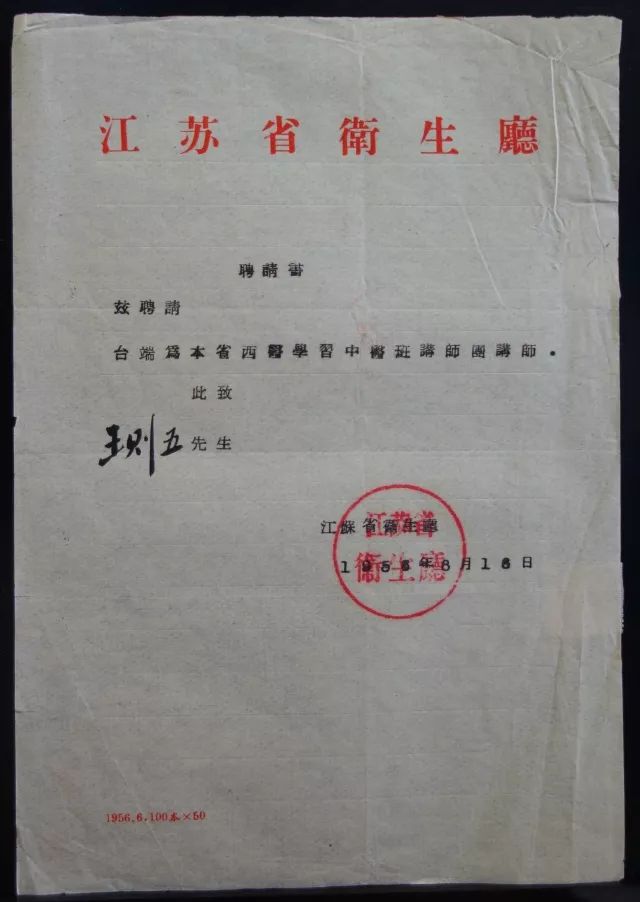 江苏省衛生廳
聘請書
茲聘請
台端爲本省西醫學習中醫班講師團講師.
此致
王則五先生
江蘇省衛生廳
江蘇省
衛生廳
1956年8月16日
1956.6.100本×50